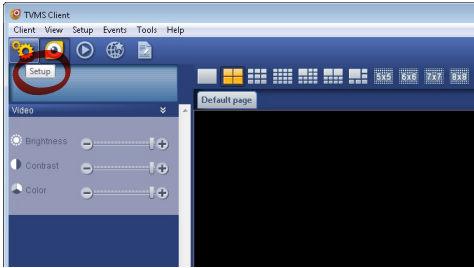 TVMS Client
Client View Setup Events Tools Help
Setup
5x5 6x6 7x7 8x8
Default page
Video
Brightness
Contrast
Color